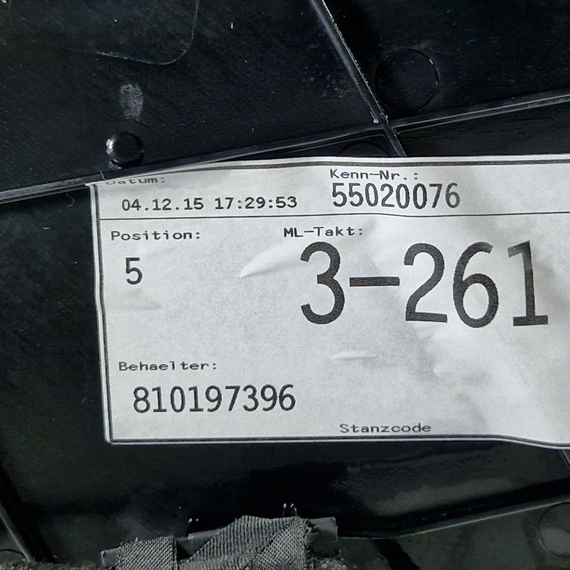 Datum:
Kenn-Nr.:
04.12.15 17:29:53
55020076
Position:
ML-Takt:
5
3-261
Behaelter:
810197396
Stanzcode